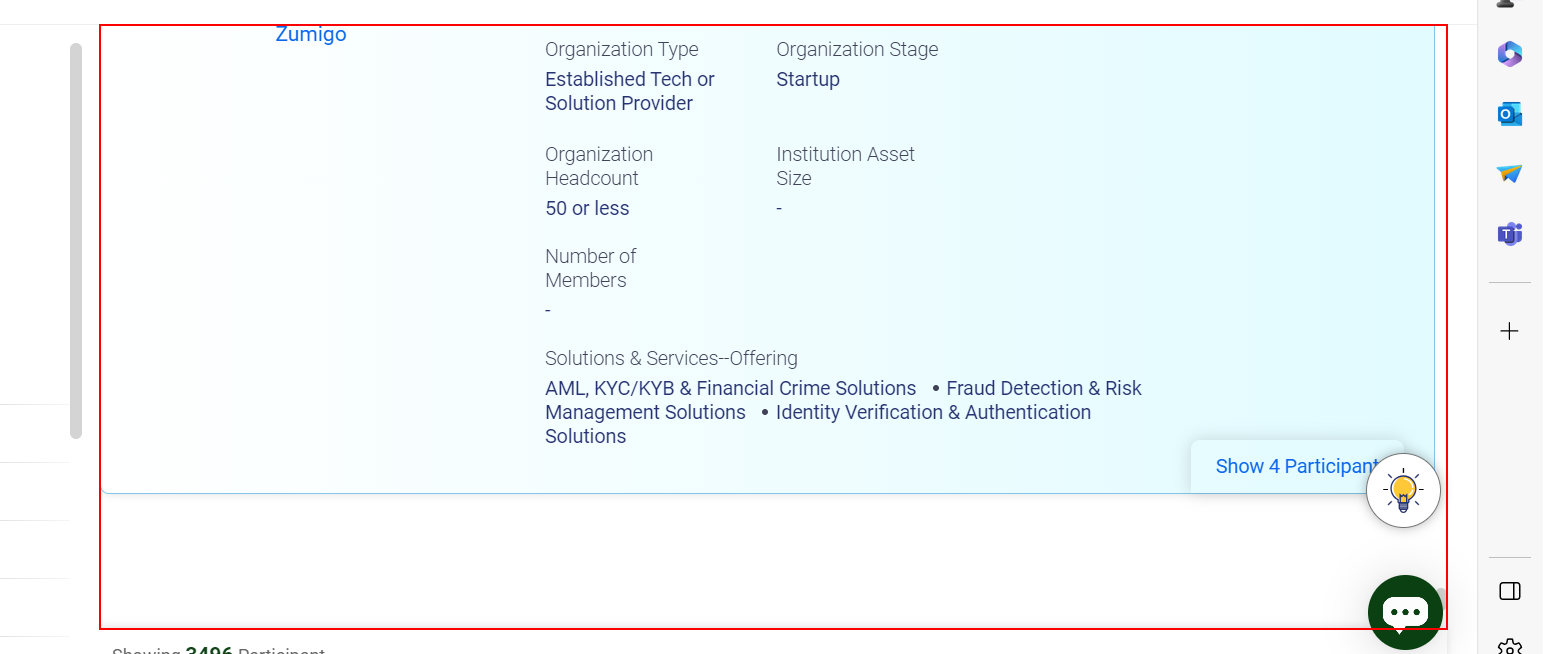 Zumigo
Organization Type
Organization Stage
Established Tech or
Solution Provider
Startup
Organization
Headcount
Institution Asset
Size
50 or less
-
Number of
Members
-
Solutions & Services--Offering
AML, KYC/KYB & Financial Crime Solutions • Fraud Detection & Risk
Management Solutions • Identity Verification & Authentication
Solutions
Show 4 Participant
Showing 3496 Participant